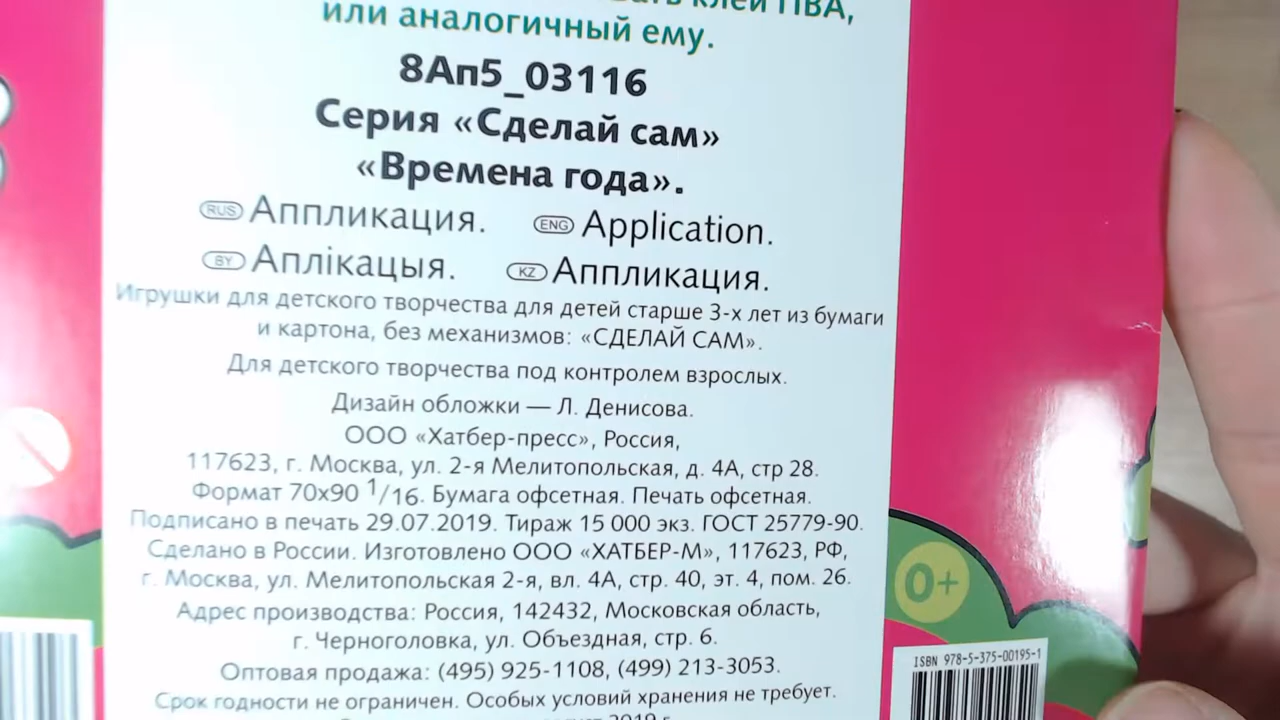 клей ПВА,
или аналогичный ему.
8Ап5_03116
Серия «Сделай сам»
«Времена года».
RUS Аппликация. ENG Application.
BY Аплікацыя. KZ Аппликация.
Игрушки для детского творчества для детей старше 3-х лет из бумаги
и картона, без механизмов: «СДЕЛАЙ САМ».
Для детского творчества под контролем взрослых.
Дизайн обложки — Л. Денисова.
ООО «Хатбер-пресс», Россия,
117623, г. Москва, ул. 2-я Мелитопольская, д. 4А, стр 28.
Формат 70х90 1/16. Бумага офсетная. Печать офсетная.
Подписано в печать 29.07.2019. Тираж 15 000 экз. ГОСТ 25779-90.
Сделано в России. Изготовлено ООО «ХАТБЕР-М», 117623, РФ,
г. Москва, ул. Мелитопольская 2-я, вл. 4А, стр. 40, эт. 4, пом. 26.
Адрес производства: Россия, 142432, Московская область,
г. Черноголовка, ул. Объездная, стр. 6.
Оптовая продажа: (495) 925-1108, (499) 213-3053.
Срок годности не ограничен. Особых условий хранения не требует.
0+
ISBN 978-5-375-00195-1